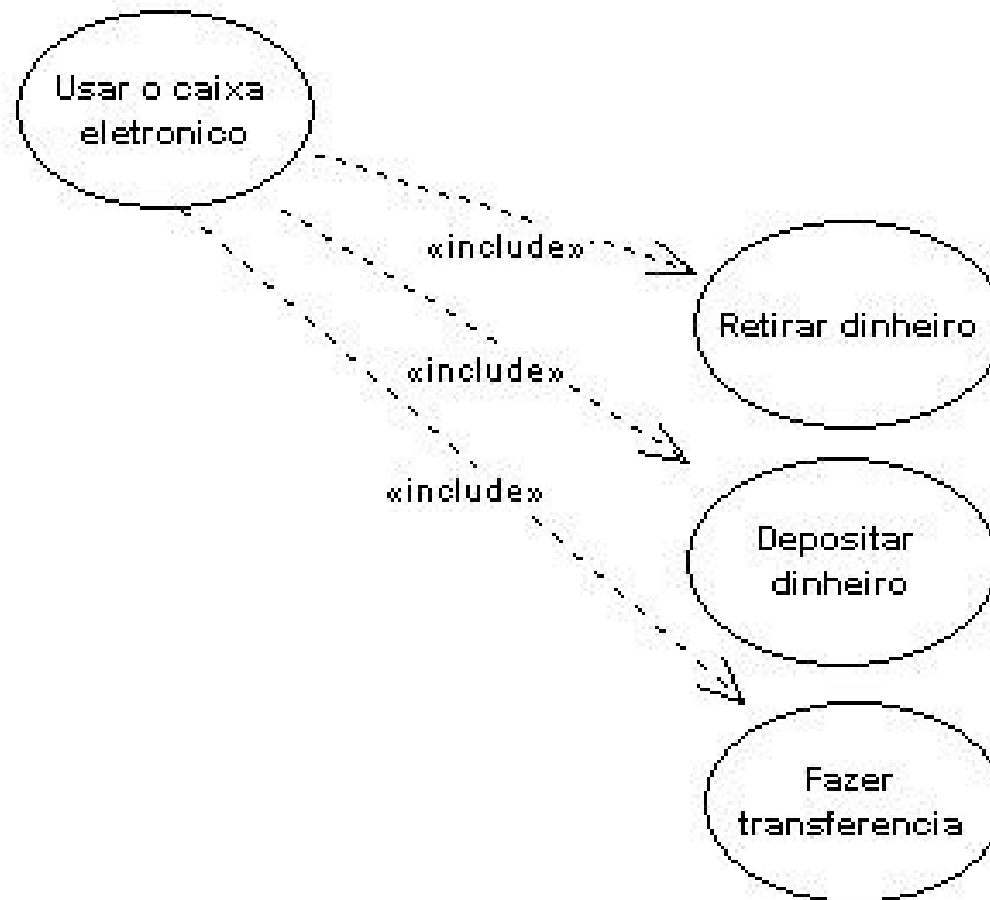 Usar o caixa
eletronico
«include»
Retirar dinheiro
«include»
«include»
Depositar
dinheiro
Fazer
transferencia